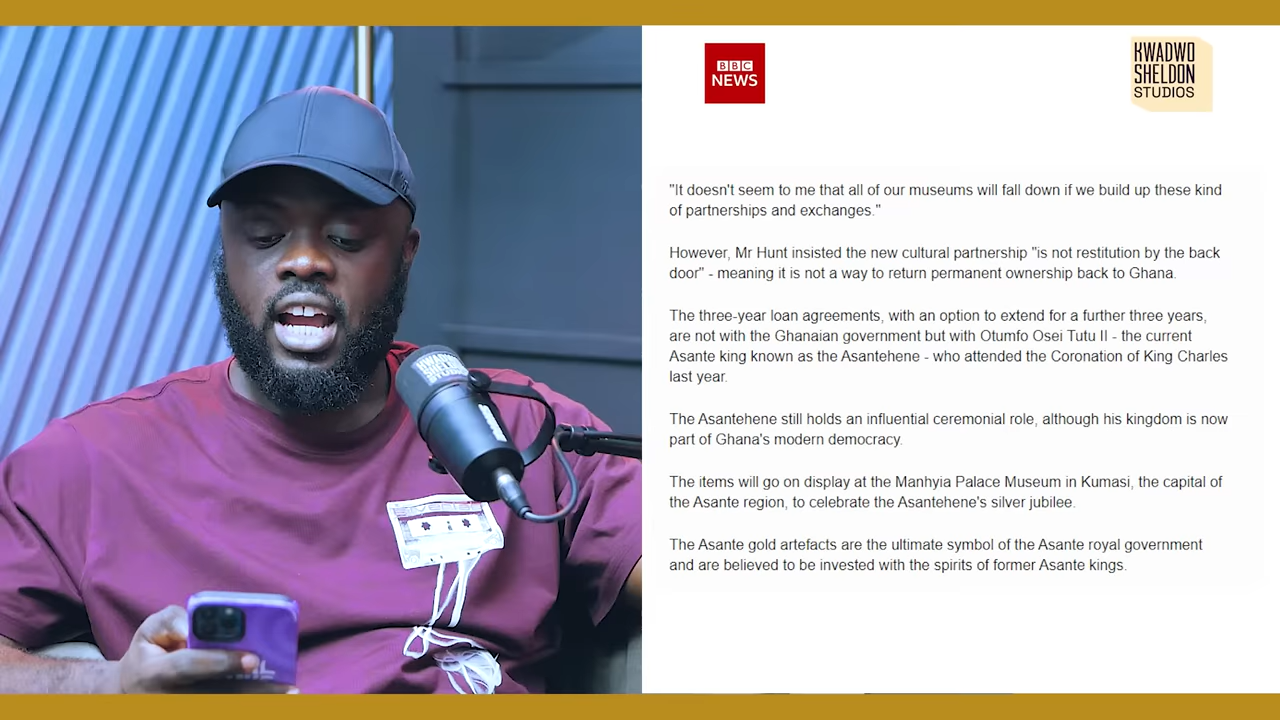 BBC
NEWS
KWADWO
SHELDON
STUDIOS
"It doesn't seem to me that all of our museums will fall down if we build up these kind
of partnerships and exchanges."
However, Mr Hunt insisted the new cultural partnership "is not restitution by the back
door" - meaning it is not a way to return permanent ownership back to Ghana.
The three-year loan agreements, with an option to extend for a further three years,
are not with the Ghanaian government but with Otumfo Osei Tutu II - the current
Asante king known as the Asantehene - who attended the Coronation of King Charles
last year.
The Asantehene still holds an influential ceremonial role, although his kingdom is now
part of Ghana's modern democracy.
The items will go on display at the Manhyia Palace Museum in Kumasi, the capital of
the Asante region, to celebrate the Asantehene's silver jubilee.
The Asante gold artefacts are the ultimate symbol of the Asante royal government
and are believed to be invested with the spirits of former Asante kings.